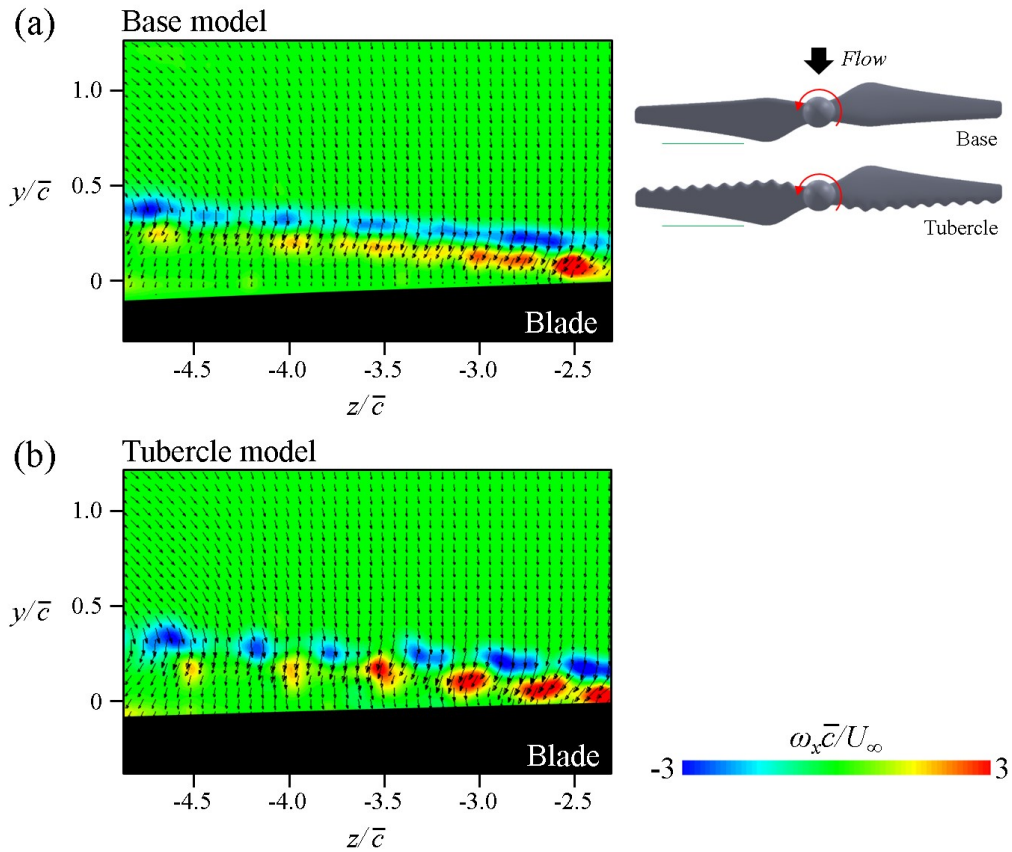 (a) Base model
Flow
Base
Tubercle
1.0
0.5
0
y/c̅
Blade
-4.5 -4.0 -3.5 -3.0 -2.5
z/c̅
(b) Tubercle model
1.0
0.5
0
y/c̅
Blade
-4.5 -4.0 -3.5 -3.0 -2.5
z/c̅
ωₓc̅/U∞
-3 3